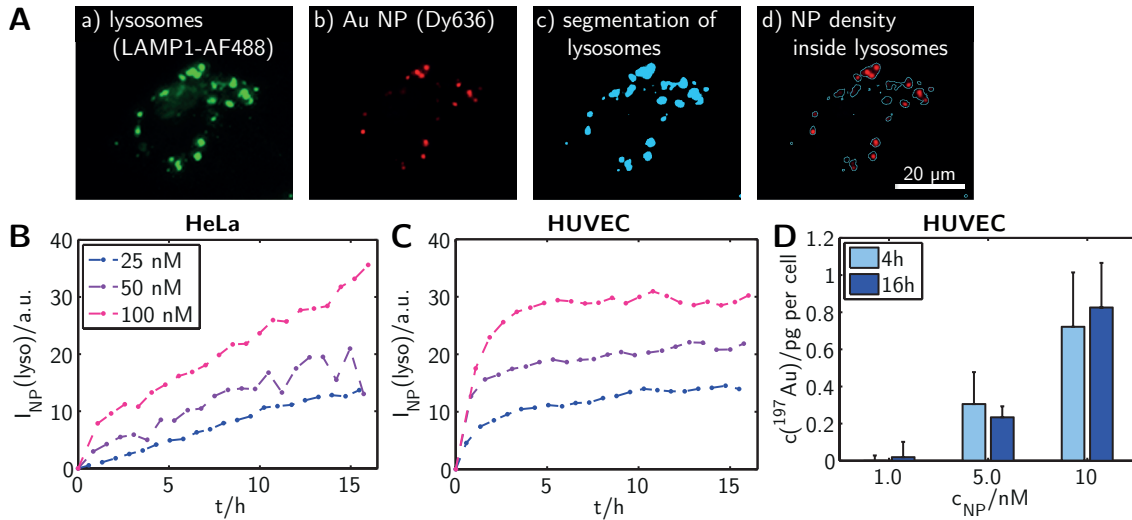 A
a) lysosomes
(LAMP1-AF488)
b) Au NP (Dy636)
c) segmentation of
lysosomes
d) NP density
inside lysosomes
20 µm
B
HeLa
40
30
20
10
0
I_NP(lyso)/a.u.
25 nM
50 nM
100 nM
0 5 10 15
t/h
C
HUVEC
40
30
20
10
0
I_NP(lyso)/a.u.
0 5 10 15
t/h
D
HUVEC
1.2
1
0.8
0.6
0.4
0.2
0
c(¹⁹⁷Au)/pg per cell
4h
16h
1.0 5.0 10
c_NP/nM